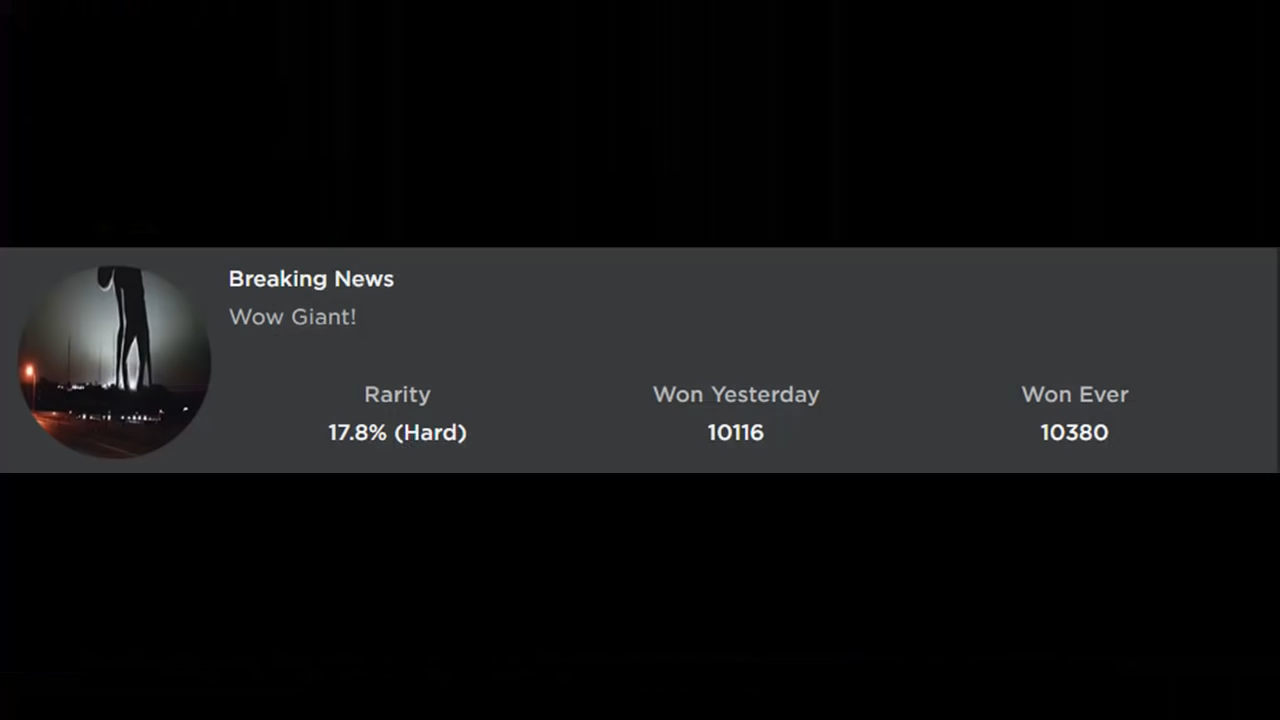 Breaking News
Wow Giant!
Rarity Won Yesterday Won Ever
17.8% (Hard) 10116 10380